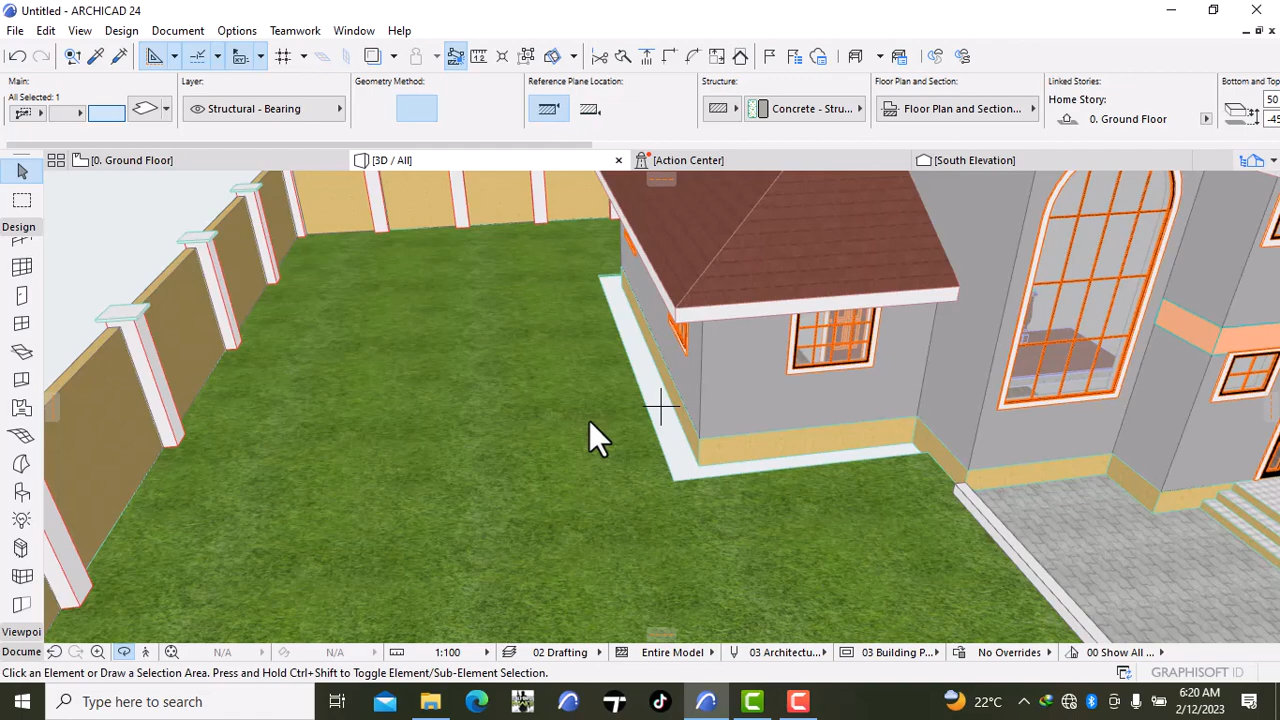 Untitled - ARCHICAD 24
File Edit View Design Document Options Teamwork Window Help
Main:
All Selected: 1
Layer:
Structural - Bearing
Geometry Method:
Reference Plane Location:
Structure:
Concrete - Stru...
Floor Plan and Section:
Floor Plan and Section...
Linked Stories:
Home Story:
0. Ground Floor
Bottom and Top
50
-45
[0. Ground Floor]
[3D / All]
[Action Center]
[South Elevation]
Design
Viewpoi
Docume
N/A
N/A
1:100
02 Drafting
Entire Model
03 Architectu...
03 Building P...
No Overrides
00 Show All ...
Click an Element or Draw a Selection Area. Press and Hold Ctrl+Shift to Toggle Element/Sub-Element Selection.
GRAPHISOFT ID
Type here to search
22°C
6:20 AM
2/12/2023